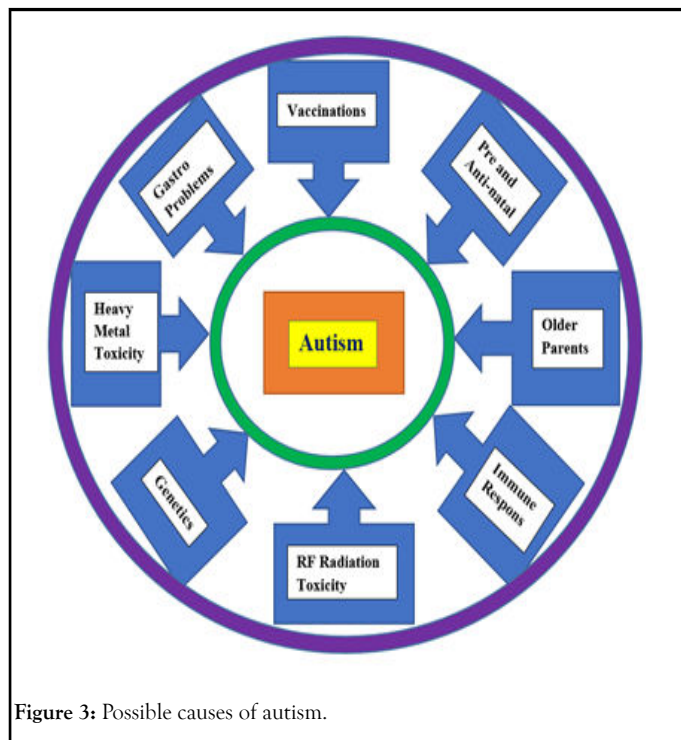 Vaccinations
Gastro
Problems
Pre and
Anti-natal
Heavy
Metal
Toxicity
Autism
Older
Parents
Genetics
Immune
Respons
RF Radiation
Toxicity
Figure 3: Possible causes of autism.